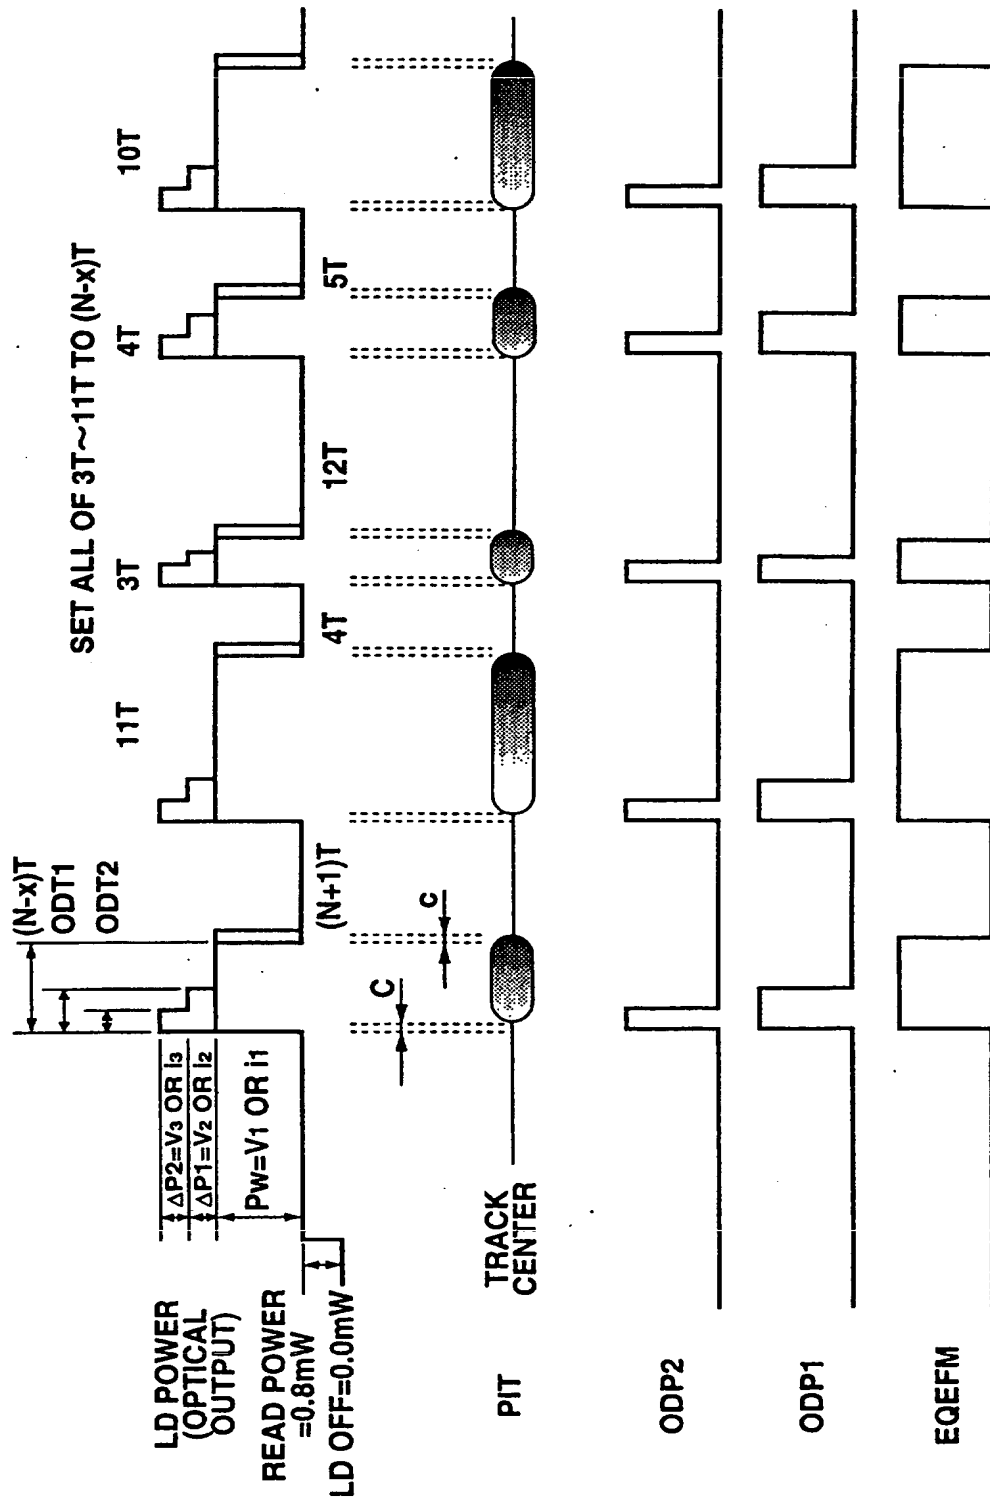 SET ALL OF 3T~11T TO (N-x)T
(N-x)T
ODT1
ODT2
11T
3T
4T
10T
LD POWER
(OPTICAL
OUTPUT)
ΔP2=V3 OR i3
ΔP1=V2 OR i2
Pw=V1 OR i1
READ POWER
=0.8mW
LD OFF=0.0mW
(N+1)T
4T
12T
5T
C
c
TRACK
CENTER
PIT
ODP2
ODP1
EQEFM